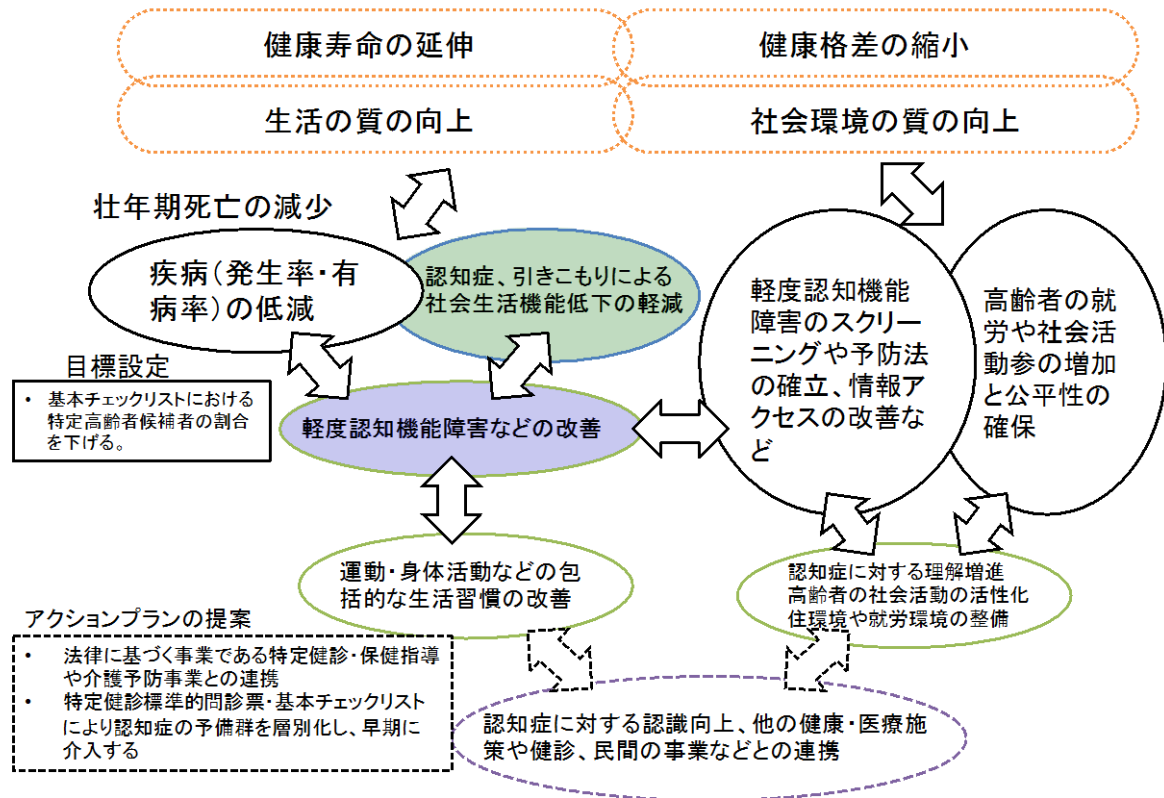 健康寿命の延伸
健康格差の縮小
生活の質の向上
社会環境の質の向上
壮年期死亡の減少
疾病(発生率・有
病率)の低減
認知症、引きこもりによる
社会生活機能低下の軽減
軽度認知機能
障害のスクリー
ニングや予防法
の確立、情報ア
クセスの改善な
ど
高齢者の就
労や社会活
動参の増加
と公平性の
確保
目標設定
• 基本チェックリストにおける
特定高齢者候補者の割合
を下げる。
軽度認知機能障害などの改善
運動・身体活動などの包
括的な生活習慣の改善
認知症に対する理解増進
高齢者の社会活動の活性化
住環境や就労環境の整備
アクションプランの提案
• 法律に基づく事業である特定健診・保健指導
や介護予防事業との連携
• 特定健診標準的問診票・基本チェックリスト
により認知症の予備群を層別化し、早期に
介入する
認知症に対する認識向上、他の健康・医療施
策や健診、民間の事業などとの連携